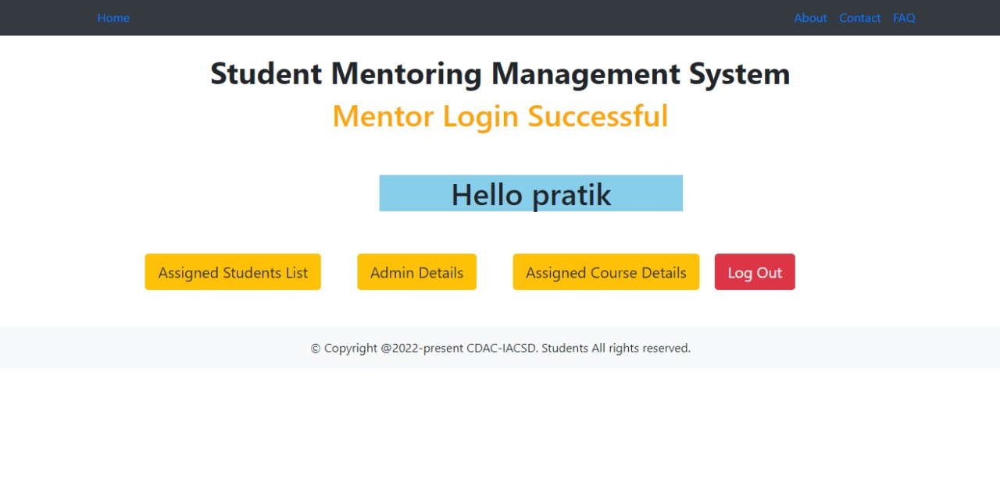 Home About Contact FAQ
Student Mentoring Management System
Mentor Login Successful
Hello pratik
Assigned Students List Admin Details Assigned Course Details Log Out
© Copyright @2022-present CDAC-IACSD. Students All rights reserved.